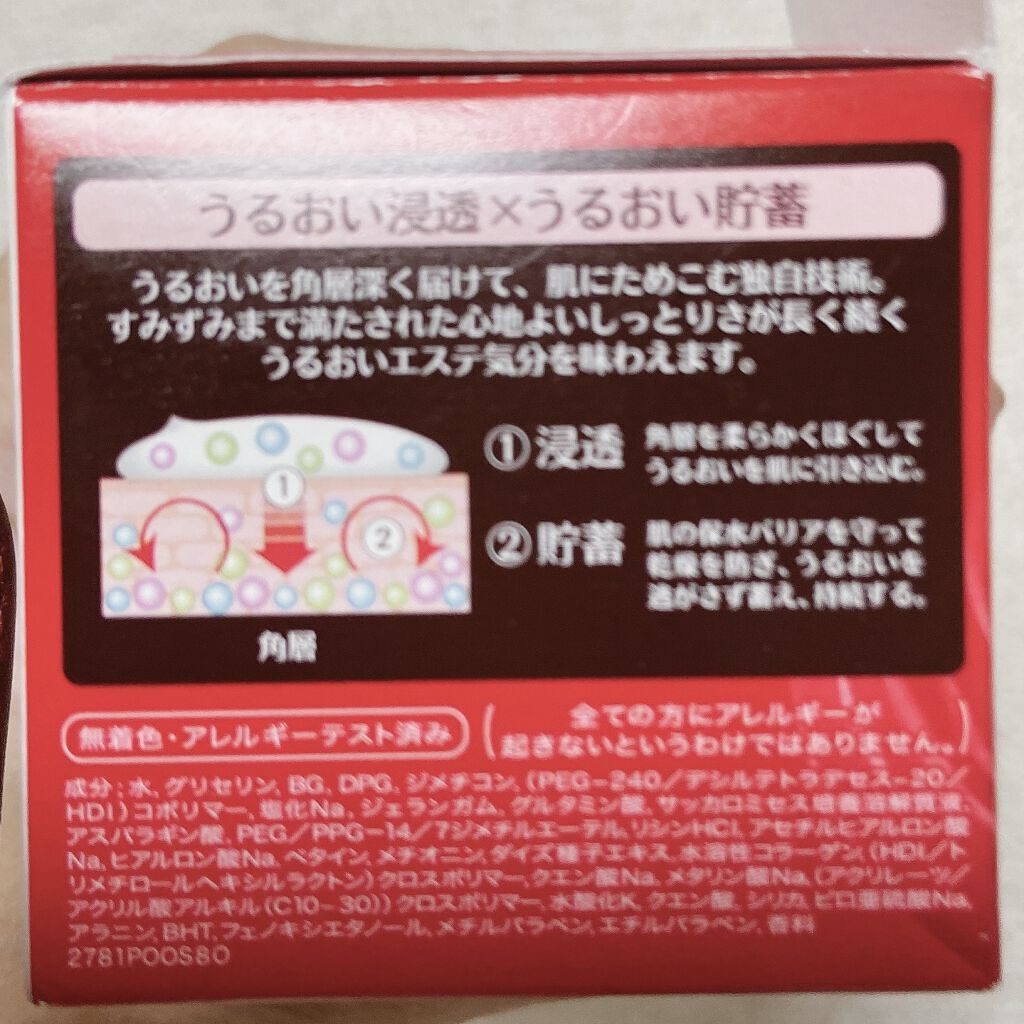 うるおい浸透×うるおい貯蓄
うるおいを角層深く届けて、肌にためこむ独自技術。
すみずみまで満たされた心地よいしっとりさが長く続く
うるおいエステ気分を味わえます。
①浸透 角層を柔らかくほぐして
うるおいを肌に引き込む。
②貯蓄 肌の保水バリアを守って
乾燥を防ぎ、うるおいを
逃がさず蓄え、持続する。
1
2
角層
無着色・アレルギーテスト済み
(全ての方にアレルギーが
起きないというわけではありません。)
成分:水、グリセリン、BG、DPG、ジメチコン、(PEG-240/デシルテトラデセス-20/
HDI)コポリマー、塩化Na、ジェランガム、グルタミン酸、サッカロミセス培養溶解質液、
アスパラギン酸、PEG/PPG-14/7ジメチルエーテル、リシンHCl、アセチルヒアルロン酸
Na、ヒアルロン酸Na、ベタイン、メチオニン、ダイズ種子エキス、水溶性コラーゲン、(HDI/ト
リメチロールヘキシルラクトン)クロスポリマー、クエン酸Na、メタリン酸Na、(アクリレーツ/
アクリル酸アルキル(C10-30))クロスポリマー、水酸化K、クエン酸、シリカ、ピロ亜硫酸Na、
アラニン、BHT、フェノキシエタノール、メチルパラベン、エチルパラベン、香料
2781P00S80